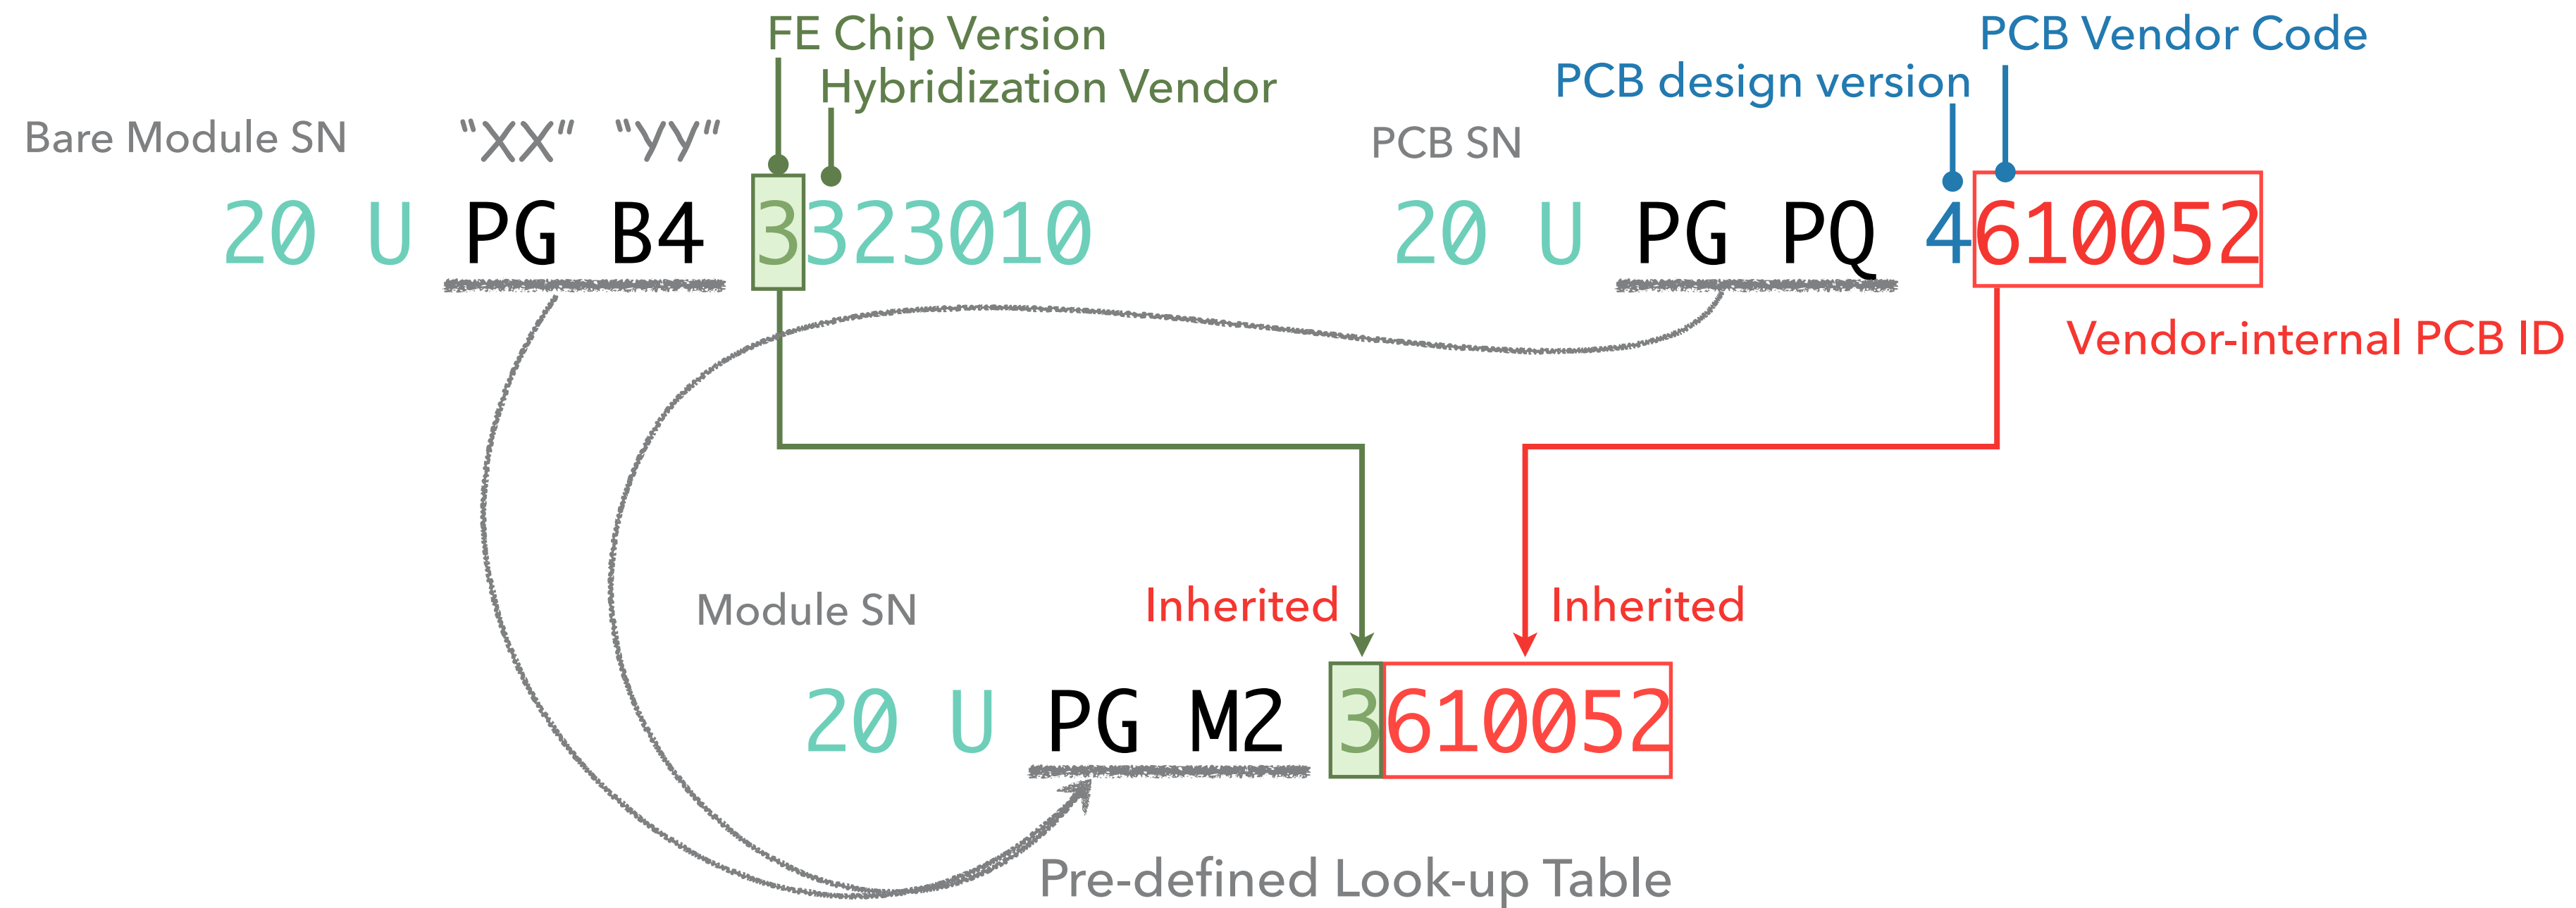 FE Chip Version
Hybridization Vendor
PCB Vendor Code
PCB design version
Bare Module SN
"XX" "YY"
PCB SN
20 U PG B4 3323010
20 U PG PQ 4610052
Vendor-internal PCB ID
Module SN
Inherited
Inherited
20 U PG M2 3610052
Pre-defined Look-up Table